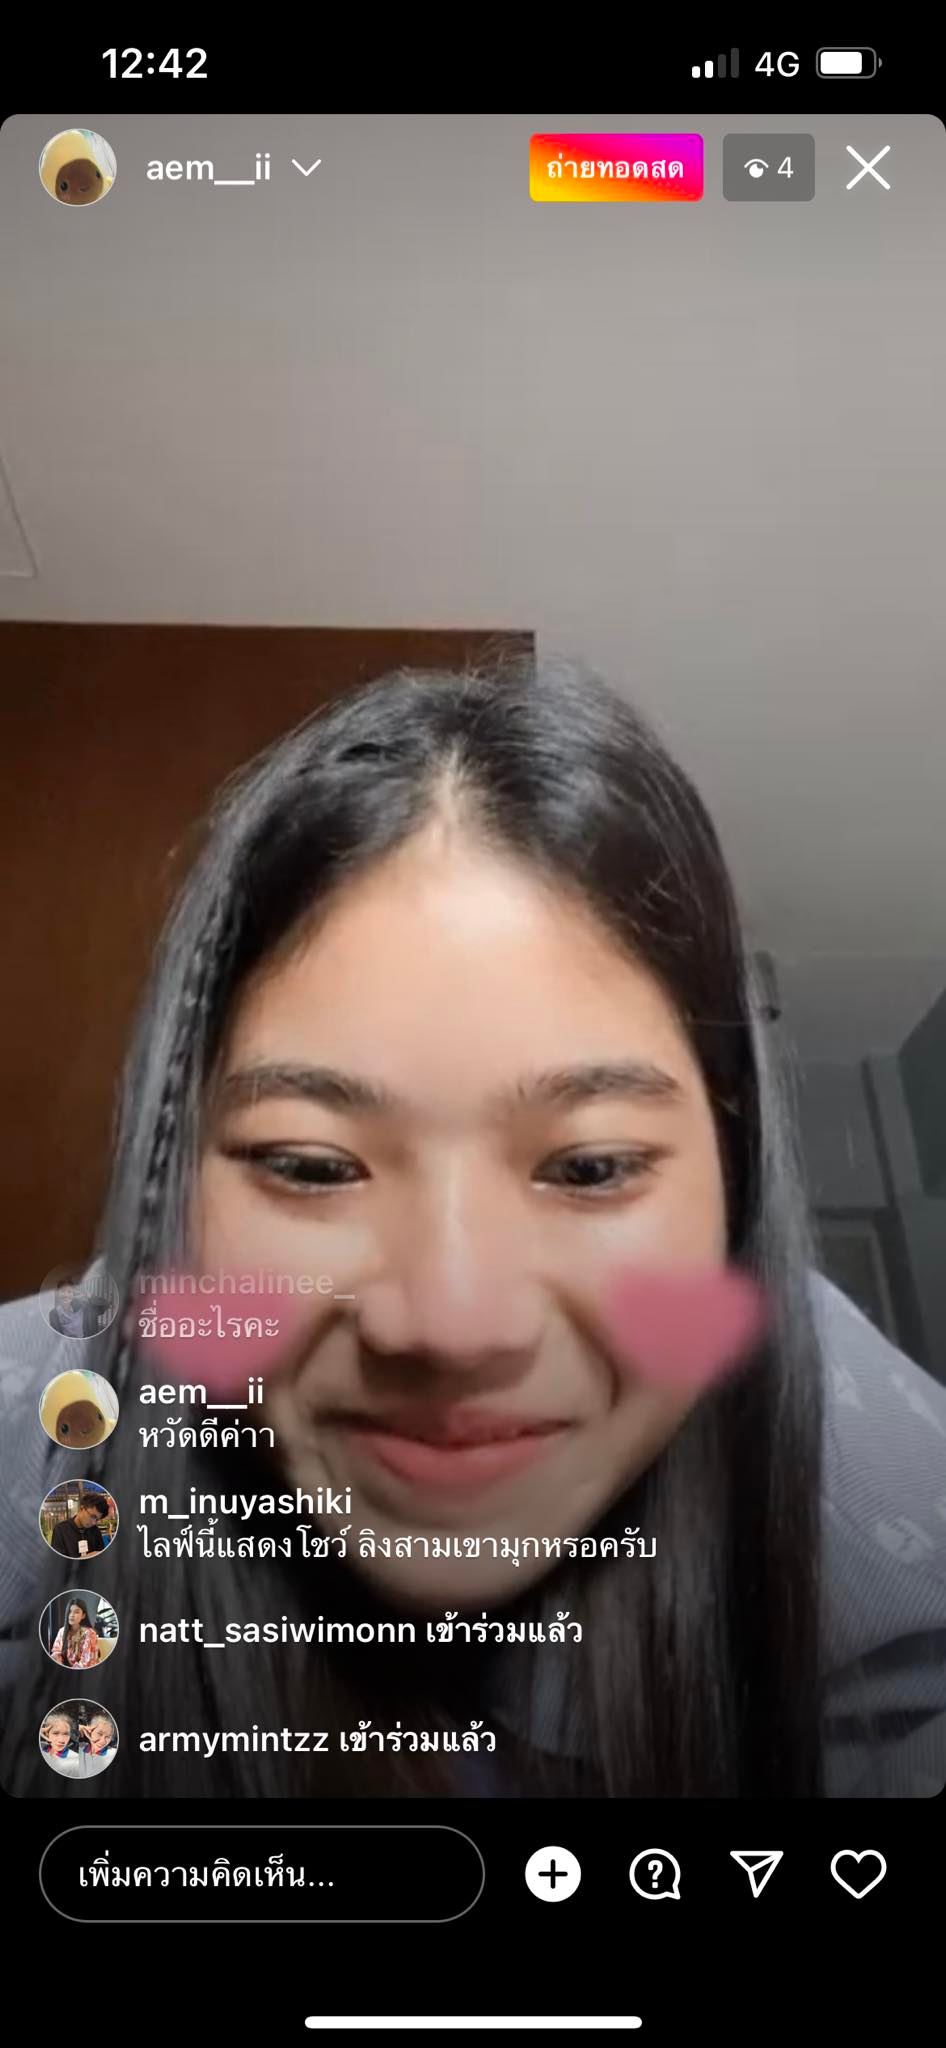 12:42
4G
aem__ii
ถ่ายทอดสด
4
minchalinee_
ชื่ออะไรคะ
aem__ii
หวัดดีค่าา
m_inuyashiki
ไลฟ์นี้แสดงโชว์ ลิงสามเขามุกหรอครับ
natt_sasiwimonn เข้าร่วมแล้ว
armymintzz เข้าร่วมแล้ว
เพิ่มความคิดเห็น...